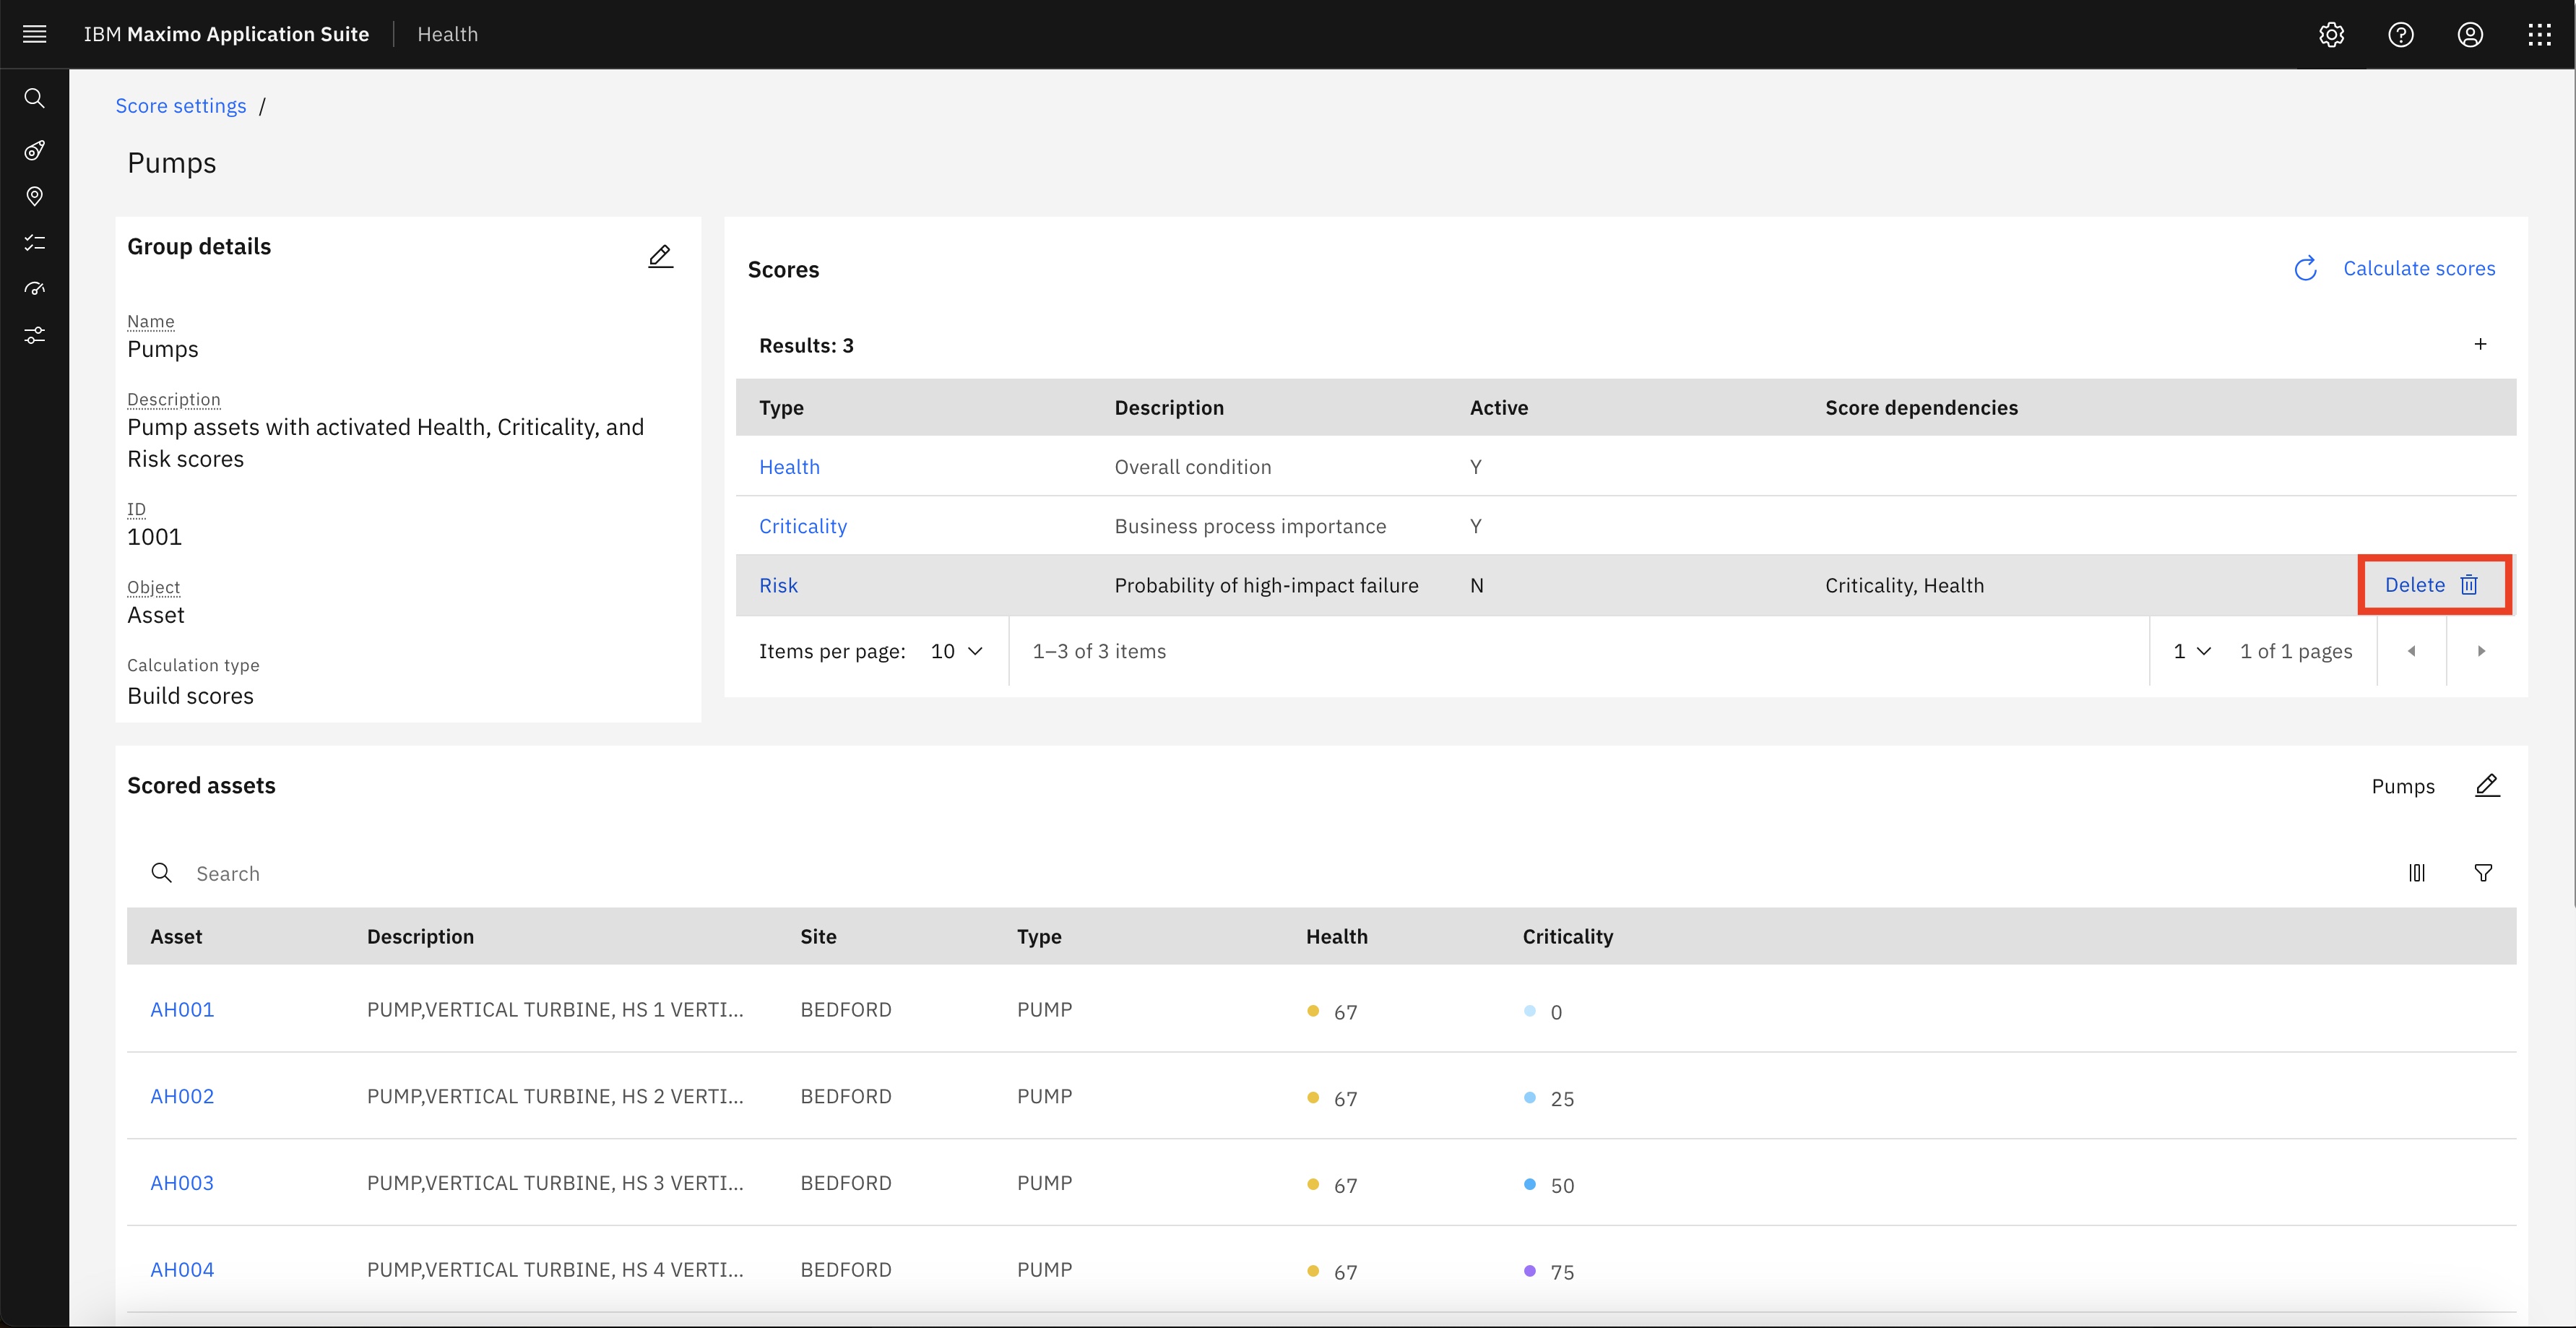 IBM Maximo Application Suite
Health
Score settings /
Pumps
Group details
Name
Pumps
Description
Pump assets with activated Health, Criticality, and
Risk scores
ID
1001
Object
Asset
Calculation type
Build scores
Scores
Calculate scores
Results: 3
+
Type Description Active Score dependencies
Health Overall condition Y
Criticality Business process importance Y
Risk Probability of high-impact failure N Criticality, Health Delete
Items per page: 10 1–3 of 3 items 1 1 of 1 pages
Scored assets
Pumps
Search
Asset Description Site Type Health Criticality
AH001 PUMP,VERTICAL TURBINE, HS 1 VERTI... BEDFORD PUMP 67 0
AH002 PUMP,VERTICAL TURBINE, HS 2 VERTI... BEDFORD PUMP 67 25
AH003 PUMP,VERTICAL TURBINE, HS 3 VERTI... BEDFORD PUMP 67 50
AH004 PUMP,VERTICAL TURBINE, HS 4 VERTI... BEDFORD PUMP 67 75